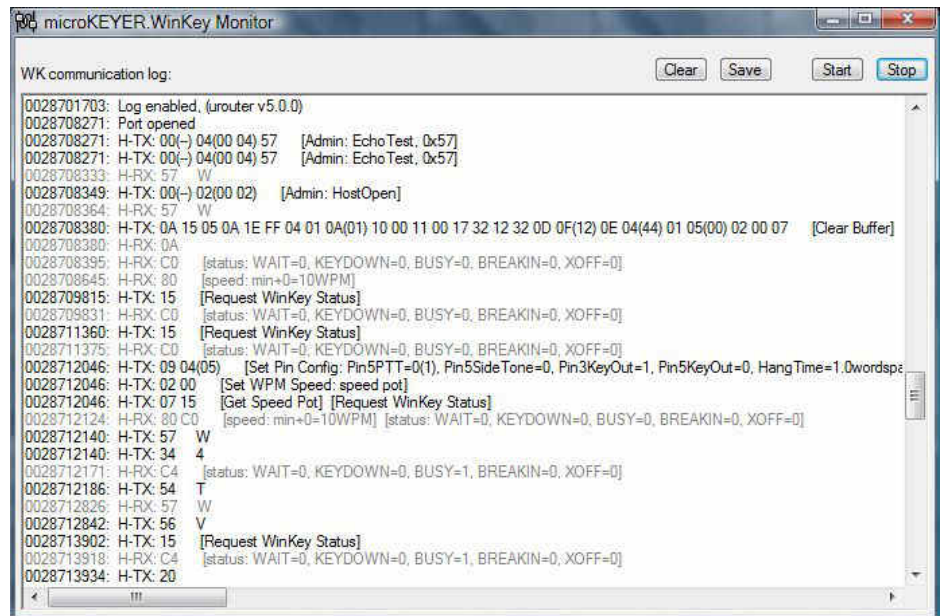 microKEYER.WinKey Monitor
WK communication log:
Clear
Save
Start
Stop
0028701703: Log enabled, (urouter v5.0.0)
0028708271: Port opened
0028708271: H-TX: 00(--) 04(00 04) 57 [Admin: EchoTest, 0x57]
0028708271: H-TX: 00(--) 04(00 04) 57 [Admin: EchoTest, 0x57]
0028708333: H-RX: 57 W
0028708349: H-TX: 00(--) 02(00 02) [Admin: HostOpen]
0028708364: H-RX: 57 W
0028708380: H-TX: 0A 15 05 0A 1E FF 04 01 0A(01) 10 00 11 00 17 32 12 32 0D 0F(12) 0E 04(44) 01 05(00) 02 00 07 [Clear Buffer]
0028708380: H-RX: 0A
0028708395: H-RX: C0 [status: WAIT=0, KEYDOWN=0, BUSY=0, BREAKIN=0, XOFF=0]
0028708645: H-RX: 80 [speed: min+0=10WPM]
0028709815: H-TX: 15 [Request WinKey Status]
0028709831: H-RX: C0 [status: WAIT=0, KEYDOWN=0, BUSY=0, BREAKIN=0, XOFF=0]
0028711360: H-TX: 15 [Request WinKey Status]
0028711375: H-RX: C0 [status: WAIT=0, KEYDOWN=0, BUSY=0, BREAKIN=0, XOFF=0]
0028712046: H-TX: 09 04(05) [Set Pin Config: Pin5PTT=0(1), Pin5SideTone=0, Pin3KeyOut=1, Pin5KeyOut=0, HangTime=1.0wordspa
0028712046: H-TX: 02 00 [Set WPM Speed: speed pot]
0028712046: H-TX: 07 15 [Get Speed Pot] [Request WinKey Status]
0028712124: H-RX: 80 C0 [speed: min+0=10WPM] [status: WAIT=0, KEYDOWN=0, BUSY=0, BREAKIN=0, XOFF=0]
0028712140: H-TX: 57 W
0028712140: H-TX: 34 4
0028712171: H-RX: C4 [status: WAIT=0, KEYDOWN=0, BUSY=1, BREAKIN=0, XOFF=0]
0028712186: H-TX: 54 T
0028712826: H-RX: 57 W
0028712842: H-TX: 56 V
0028713902: H-TX: 15 [Request WinKey Status]
0028713918: H-RX: C4 [status: WAIT=0, KEYDOWN=0, BUSY=1, BREAKIN=0, XOFF=0]
0028713934: H-TX: 20